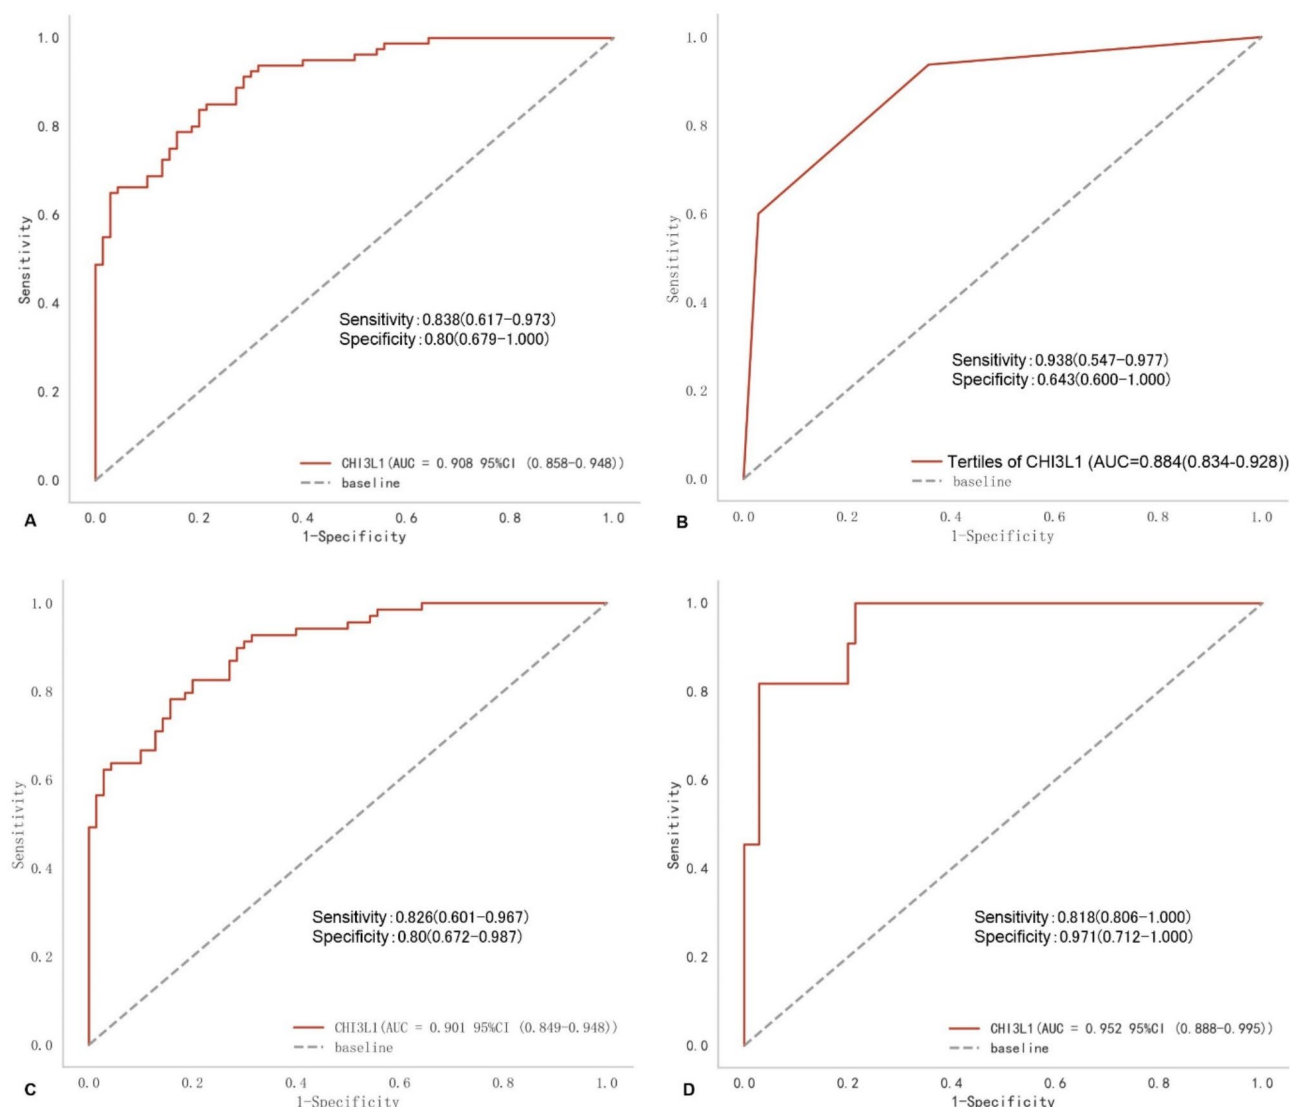 1.0
0.8
0.6
0.4
0.2
0.0
Sensitivity
Sensitivity:0.838(0.617-0.973)
Specificity:0.80(0.679-1.000)
CHI3L1(AUC = 0.908 95%CI (0.858-0.948))
baseline
0.0 0.2 0.4 0.6 0.8 1.0
1-Specificity
A
1.0
0.8
0.6
0.4
0.2
0.0
Sensitivity
Sensitivity:0.938(0.547-0.977)
Specificity:0.643(0.600-1.000)
Tertiles of CHI3L1 (AUC=0.884(0.834-0.928))
baseline
0.0 0.2 0.4 0.6 0.8 1.0
1-Specificity
B
1.0
0.8
0.6
0.4
0.2
0.0
Sensitivity
Sensitivity:0.826(0.601-0.967)
Specificity:0.80(0.672-0.987)
CHI3L1(AUC = 0.901 95%CI (0.849-0.948))
baseline
0.0 0.2 0.4 0.6 0.8 1.0
1-Specificity
C
1.0
0.8
0.6
0.4
0.2
0.0
Sensitivity
Sensitivity:0.818(0.806-1.000)
Specificity:0.971(0.712-1.000)
CHI3L1(AUC = 0.952 95%CI (0.888-0.995))
baseline
0.0 0.2 0.4 0.6 0.8 1.0
1-Specificity
D